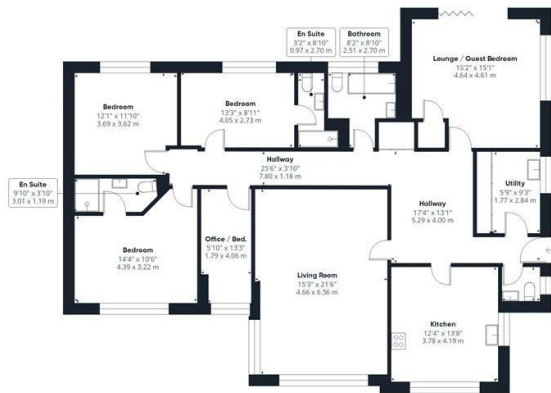 En Suite
3'2" x 8'10"
0.97 x 2.70 m
Bathroom
8'2" x 8'10"
2.51 x 2.70 m
Lounge / Guest Bedroom
15'2" x 15'1"
4.64 x 4.61 m
Bedroom
12'1" x 11'10"
3.69 x 3.62 m
Bedroom
13'3" x 8'11"
4.05 x 2.73 m
Hallway
25'6" x 3'10"
7.80 x 1.18 m
Utility
5'9" x 9'3"
1.77 x 2.84 m
En Suite
9'10" x 3'10"
3.01 x 1.19 m
Hallway
17'4" x 13'1"
5.29 x 4.00 m
Bedroom
14'4" x 10'6"
4.39 x 3.22 m
Office / Bed.
5'10" x 13'3"
1.79 x 4.06 m
Living Room
15'3" x 21'6"
4.66 x 6.56 m
Kitchen
12'4" x 13'8"
3.78 x 4.19 m